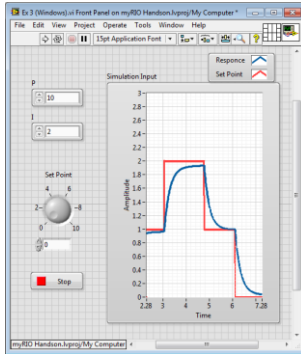 Ex 3 (Windows).vi Front Panel on myRIO Handson.lvproj/My Computer *
File Edit View Project Operate Tools Window Help
15pt Application Font
Responce
Set Point
P
10
I
2
Simulation Input
Set Point
4 6
2 8
0 10
0
Stop
Amplitude
3
2.8
2.6
2.4
2.2
2
1.8
1.6
1.4
1.2
1
0.8
0.6
0.4
0.2
0
2.28 3 4 5 6 7.28
Time
myRIO Handson.lvproj/My Computer